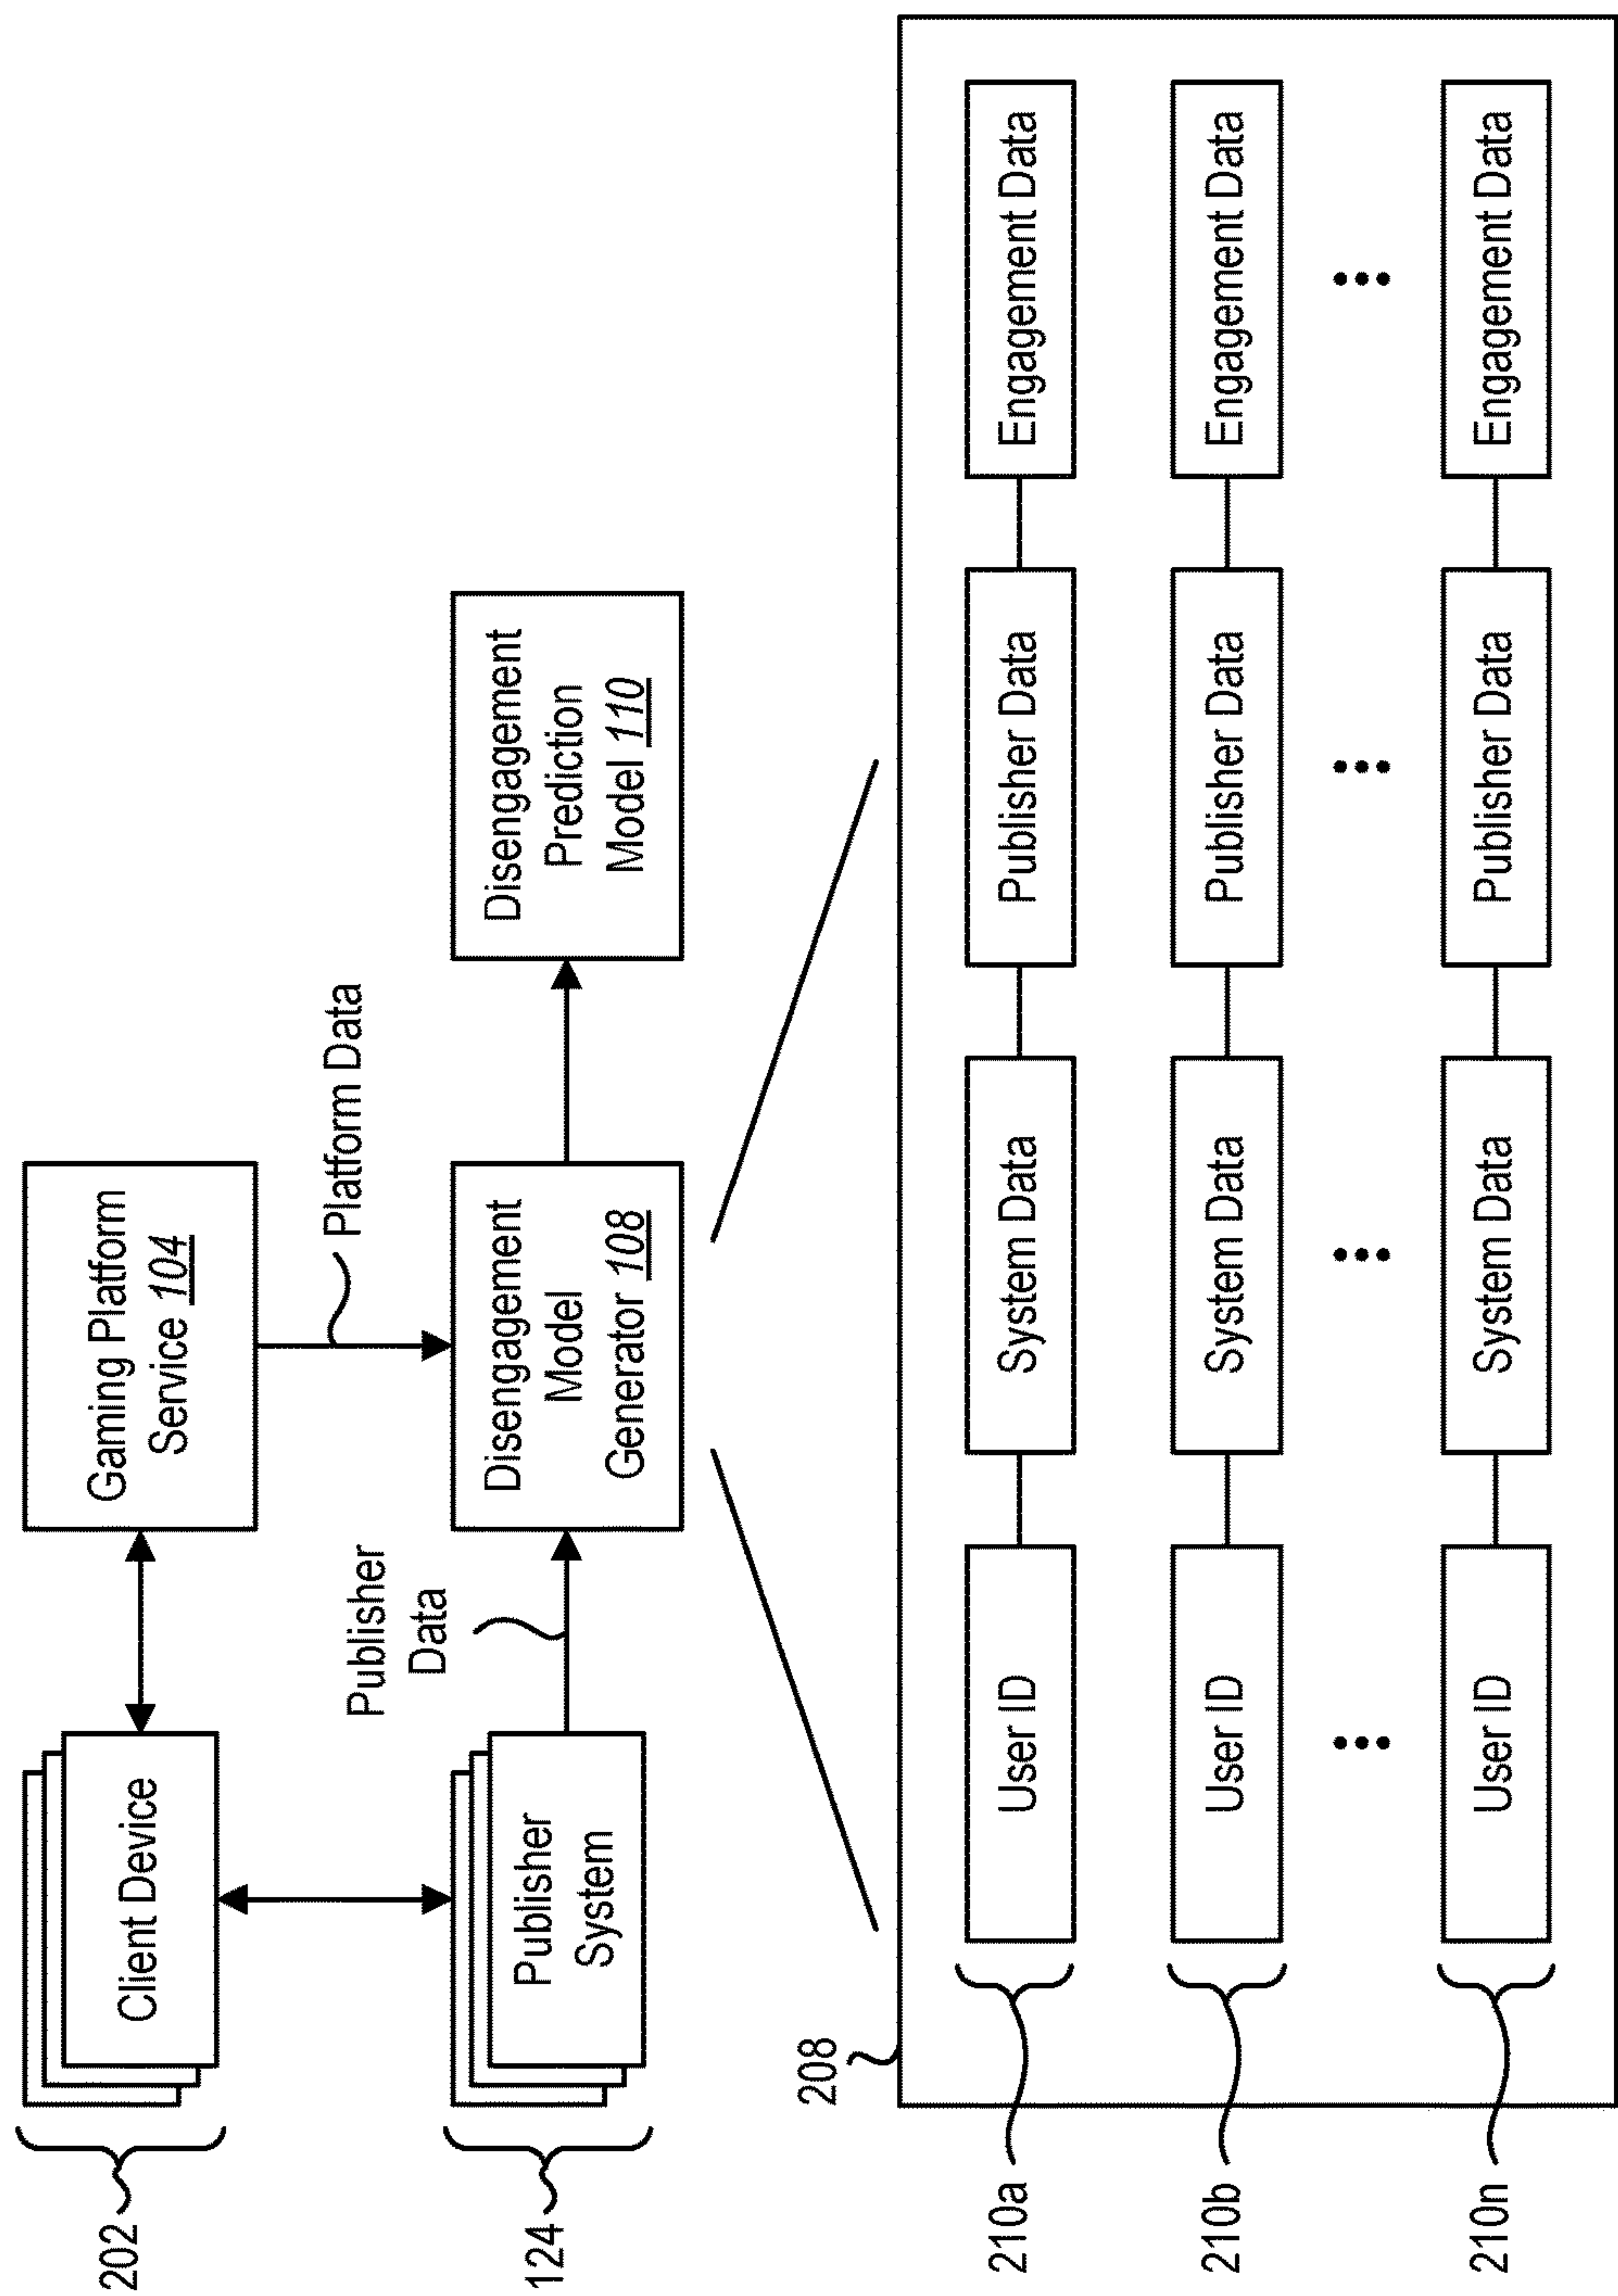 202
Client Device
Gaming Platform
Service 104
Platform Data
124
Publisher
System
Publisher
Data
Disengagement
Model
Generator 108
Disengagement
Prediction
Model 110
208
210a
User ID
System Data
Publisher Data
Engagement Data
210b
User ID
System Data
Publisher Data
Engagement Data
210n
User ID
System Data
Publisher Data
Engagement Data